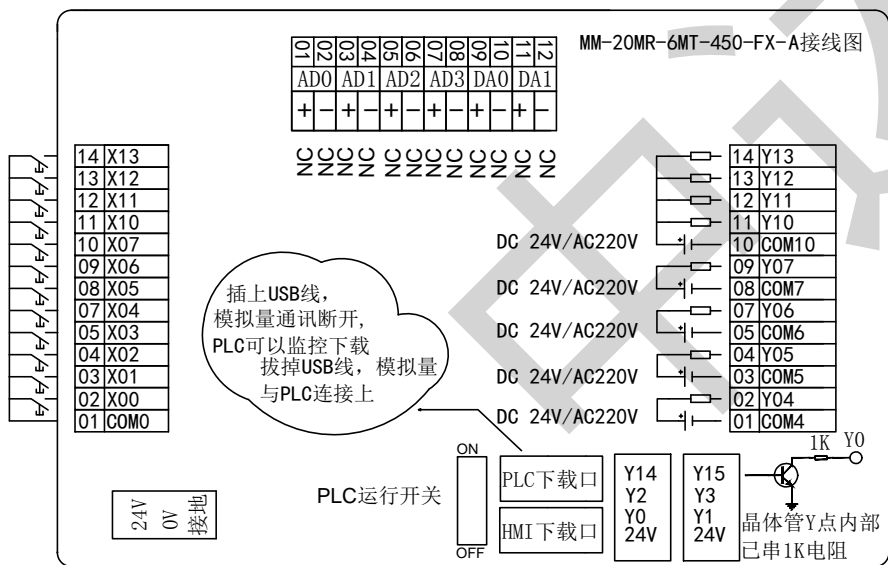 MM-20MR-6MT-450-FX-A接线图
01 02 03 04 05 06 07 08 09 10 11 12
AD0 AD1 AD2 AD3 DA0 DA1
+ − + − + − + − + − + −
NC NC NC NC NC NC NC NC NC NC NC NC
14 X13
13 X12
12 X11
11 X10
10 X07
09 X06
08 X05
07 X04
05 X03
04 X02
03 X01
02 X00
01 COM0
插上USB线，
模拟量通讯断开，
PLC可以监控下载
拔掉USB线，模拟量
与PLC连接上
DC 24V/AC220V
DC 24V/AC220V
DC 24V/AC220V
DC 24V/AC220V
DC 24V/AC220V
14 Y13
13 Y12
12 Y11
11 Y10
10 COM10
09 Y07
08 COM7
07 Y06
05 COM6
04 Y05
03 COM5
02 Y04
01 COM4
24V
0V
接地
PLC运行开关
ON
OFF
PLC下载口
HMI下载口
Y14
Y2
Y0
24V
Y15
Y3
Y1
24V
1K Y0
晶体管Y点内部
已串1K电阻